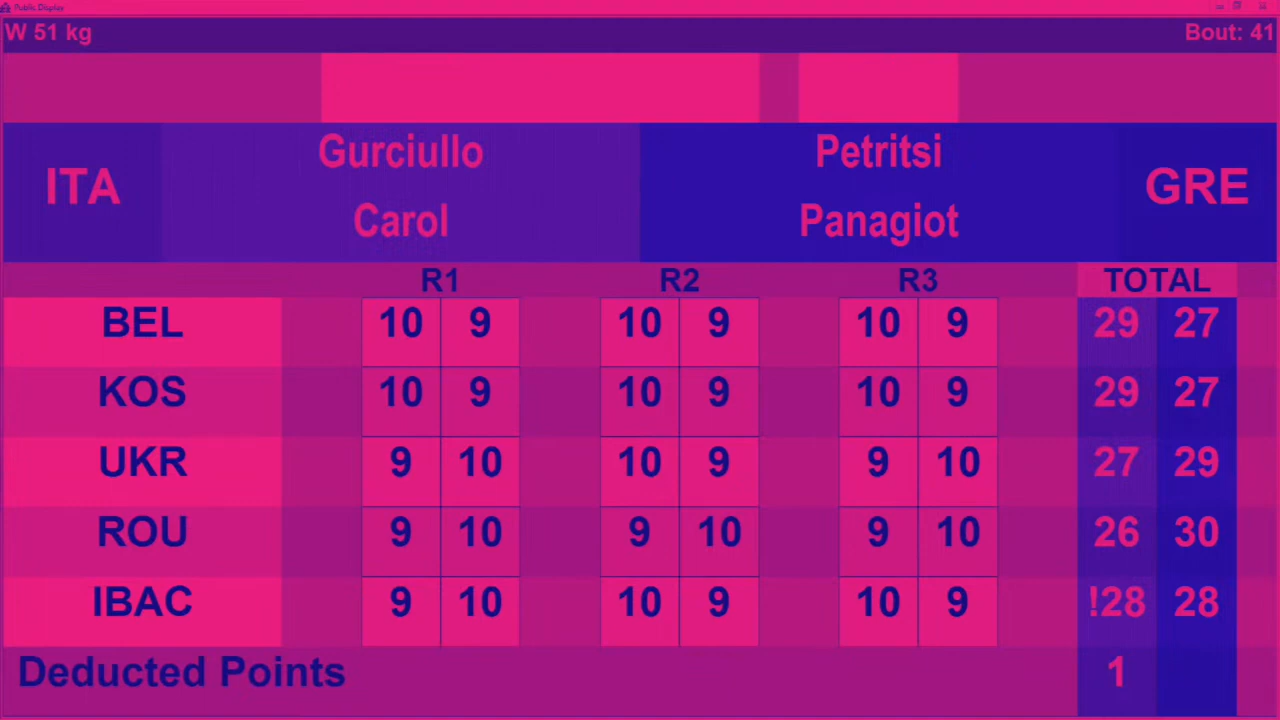 Public Display
W 51 kg Bout: 41
ITA Gurciullo Carol Petritsi Panagiot GRE
R1 R2 R3 TOTAL
BEL 10 9 10 9 10 9 29 27
KOS 10 9 10 9 10 9 29 27
UKR 9 10 10 9 9 10 27 29
ROU 9 10 9 10 9 10 26 30
IBAC 9 10 10 9 10 9 !28 28
Deducted Points 1